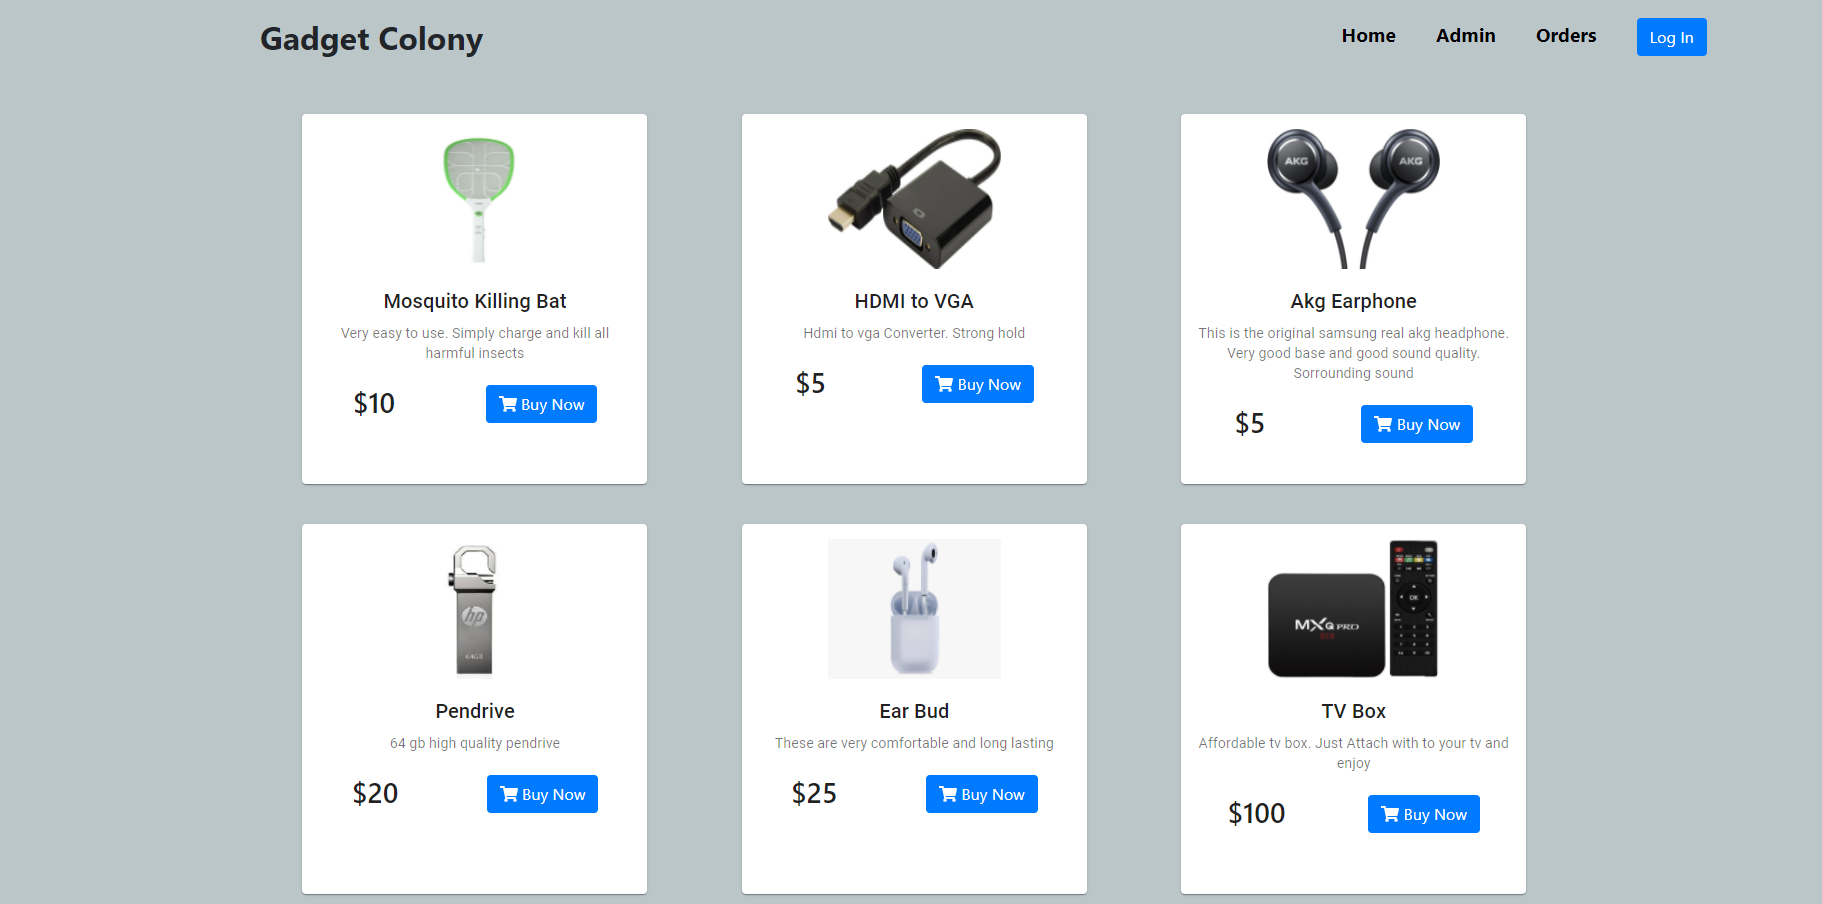 Gadget Colony
Home Admin Orders Log In
AKG AKG
Mosquito Killing Bat
Very easy to use. Simply charge and kill all
harmful insects
$10 Buy Now
HDMI to VGA
Hdmi to vga Converter. Strong hold
$5 Buy Now
Akg Earphone
This is the original samsung real akg headphone.
Very good base and good sound quality.
Sorrounding sound
$5 Buy Now
hp
64GB
Pendrive
64 gb high quality pendrive
$20 Buy Now
Ear Bud
These are very comfortable and long lasting
$25 Buy Now
MXQ PRO
OK
TV Box
Affordable tv box. Just Attach with to your tv and
enjoy
$100 Buy Now